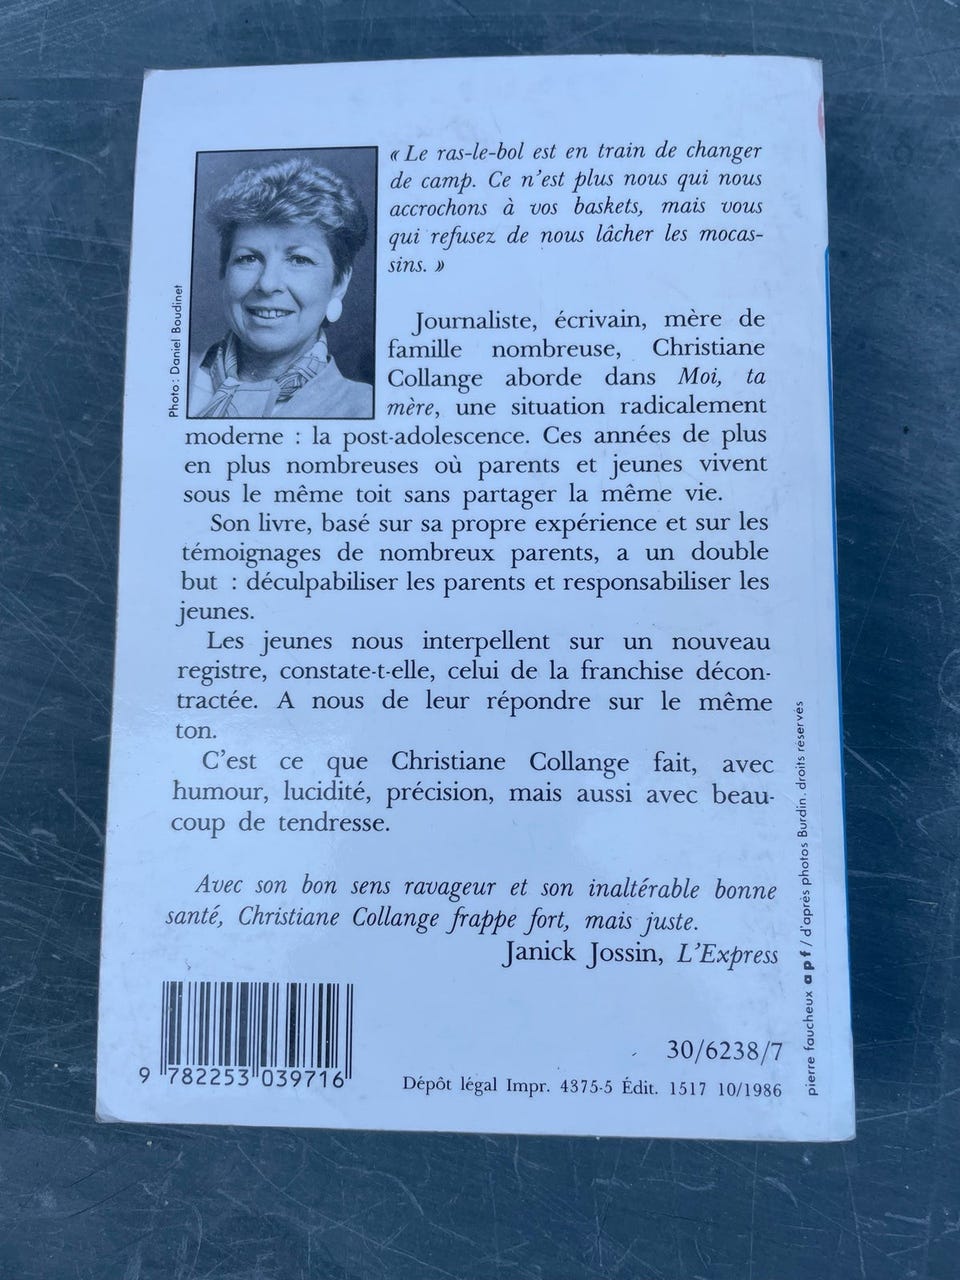 « Le ras-le-bol est en train de changer
de camp. Ce n'est plus nous qui nous
accrochons à vos baskets, mais vous
qui refusez de nous lâcher les mocas-
sins. »
Photo : Daniel Boudinet
Journaliste, écrivain, mère de
famille nombreuse, Christiane
Collange aborde dans Moi, ta
mère, une situation radicalement
moderne : la post-adolescence. Ces années de plus
en plus nombreuses où parents et jeunes vivent
sous le même toit sans partager la même vie.
Son livre, basé sur sa propre expérience et sur les
témoignages de nombreux parents, a un double
but : déculpabiliser les parents et responsabiliser les
jeunes.
Les jeunes nous interpellent sur un nouveau
registre, constate-t-elle, celui de la franchise décon-
tractée. A nous de leur répondre sur le même
ton.
C'est ce que Christiane Collange fait, avec
humour, lucidité, précision, mais aussi avec beau-
coup de tendresse.
Avec son bon sens ravageur et son inaltérable bonne
santé, Christiane Collange frappe fort, mais juste.
Janick Jossin, L'Express
pierre faucheux apf / d'après photos Burdin. droits réservés
30/6238/7
9 782253 039716
Dépôt légal Impr. 4375-5 Édit. 1517 10/1986